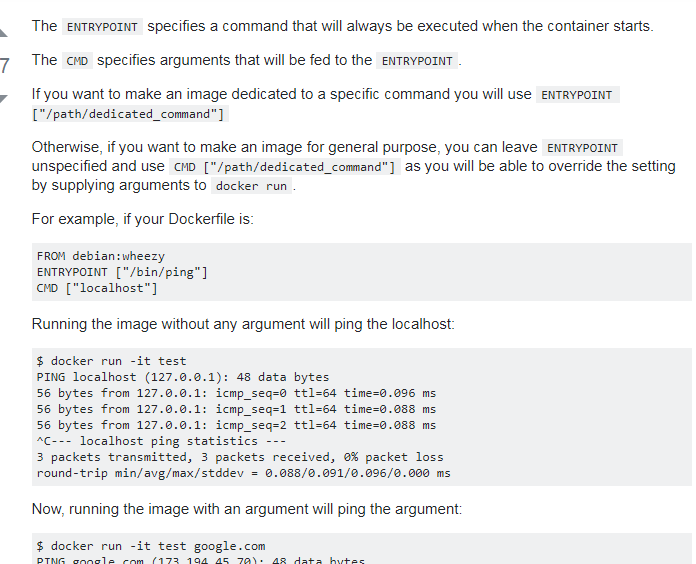 The ENTRYPOINT specifies a command that will always be executed when the container starts.
7
The CMD specifies arguments that will be fed to the ENTRYPOINT .
If you want to make an image dedicated to a specific command you will use ENTRYPOINT
["/path/dedicated_command"]
Otherwise, if you want to make an image for general purpose, you can leave ENTRYPOINT
unspecified and use CMD ["/path/dedicated_command"] as you will be able to override the setting
by supplying arguments to docker run .
For example, if your Dockerfile is:
FROM debian:wheezy
ENTRYPOINT ["/bin/ping"]
CMD ["localhost"]
Running the image without any argument will ping the localhost:
$ docker run -it test
PING localhost (127.0.0.1): 48 data bytes
56 bytes from 127.0.0.1: icmp_seq=0 ttl=64 time=0.096 ms
56 bytes from 127.0.0.1: icmp_seq=1 ttl=64 time=0.088 ms
56 bytes from 127.0.0.1: icmp_seq=2 ttl=64 time=0.088 ms
^C--- localhost ping statistics ---
3 packets transmitted, 3 packets received, 0% packet loss
round-trip min/avg/max/stddev = 0.088/0.091/0.096/0.000 ms
Now, running the image with an argument will ping the argument:
$ docker run -it test google.com
PING google.com (173.194.45.70): 48 data bytes